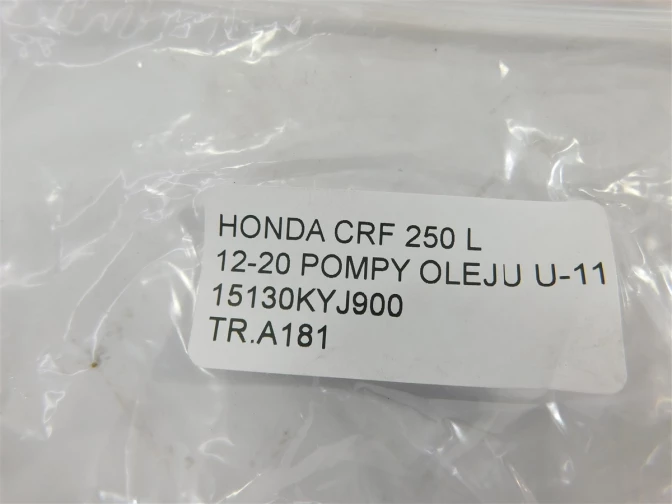 HONDA CRF 250 L
12-20 POMPY OLEJU U-11
15130KYJ900
TR.A181